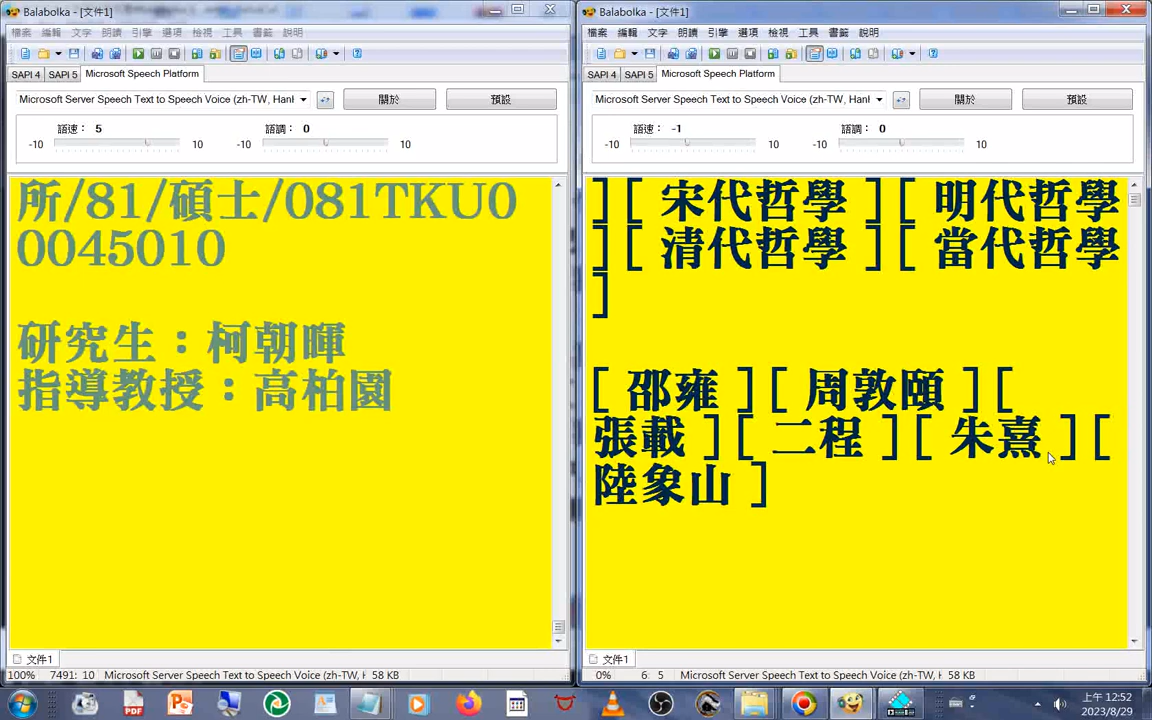 Balabolka - [文件1]
檔案 編輯 文字 朗讀 引擎 選項 檢視 工具 書籤 說明
SAPI 4 SAPI 5 Microsoft Speech Platform
Microsoft Server Speech Text to Speech Voice (zh-TW, Hanl
關於
預設
語速： 5
語調： 0
-10 10 -10 10
所/81/碩士/081TKU0
0045010
研究生：柯朝暉
指導教授：高柏園
文件1
100% 7491: 10 Microsoft Server Speech Text to Speech Voice (zh-TW, 58 KB
Balabolka - [文件1]
檔案 編輯 文字 朗讀 引擎 選項 檢視 工具 書籤 說明
SAPI 4 SAPI 5 Microsoft Speech Platform
Microsoft Server Speech Text to Speech Voice (zh-TW, Hanl
關於
預設
語速： -1
語調： 0
-10 10 -10 10
][ 宋代哲學 ][ 明代哲學
][ 清代哲學 ][ 當代哲學
]
[ 邵雍 ][ 周敦頤 ][
張載 ][ 二程 ][ 朱熹 ][
陸象山 ]
文件1
0% 6: 5 Microsoft Server Speech Text to Speech Voice (zh-TW, 58 KB
上午 12:52
2023/8/29